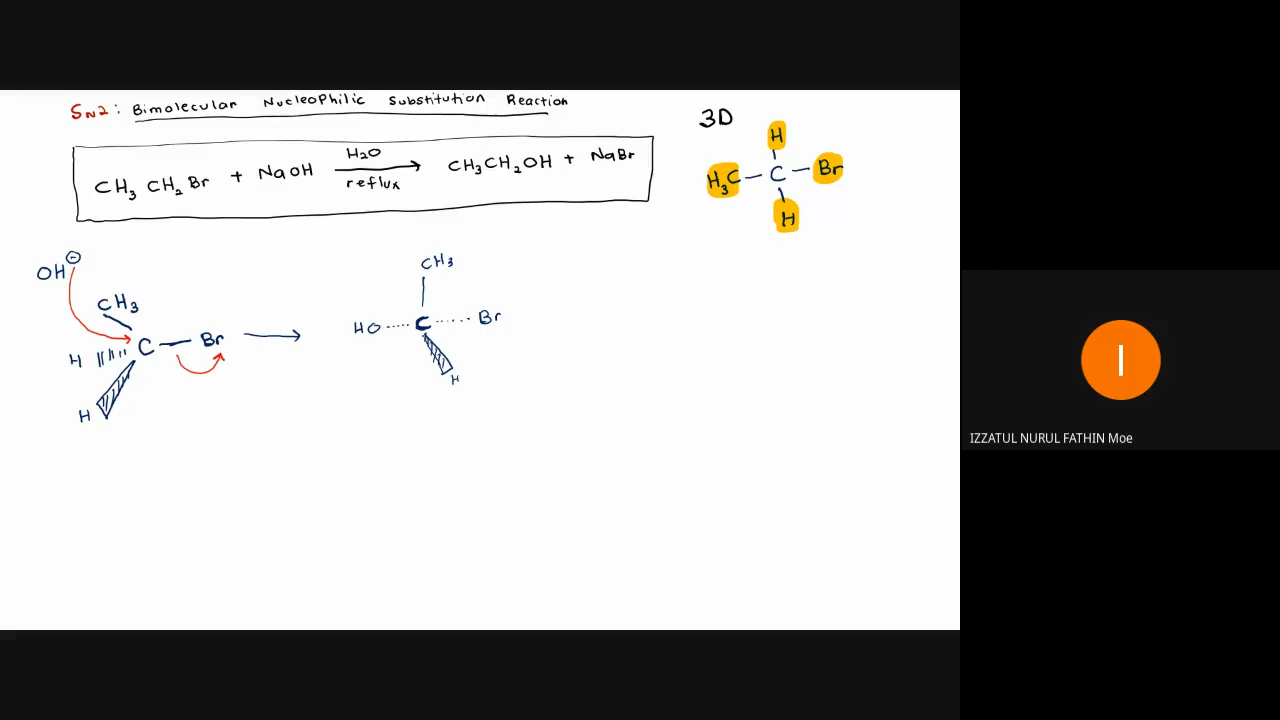 SN2: Bimolecular Nucleophilic Substitution Reaction
CH3 CH2 Br + NaOH H2O reflux CH3CH2OH + NaBr
3D
H
H3C C Br
H
OH⊖
CH3
H C Br
H
CH3
HO C Br
H
I
IZZATUL NURUL FATHIN Moe